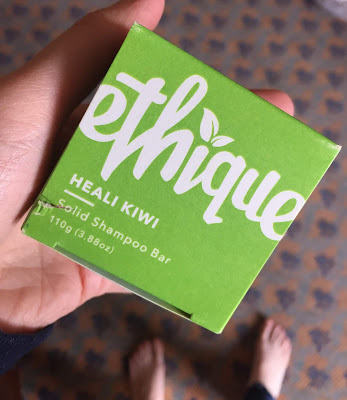 ethique
HEALI KIWI
Solid Shampoo Bar
110g (3.88oz)